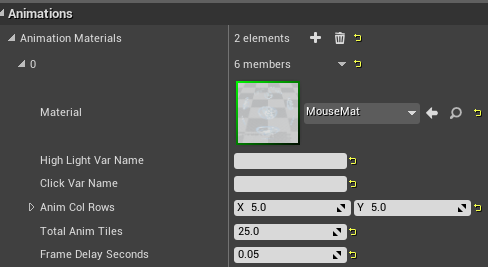 Animations
Animation Materials 2 elements
0 6 members
Material MouseMat
High Light Var Name
Click Var Name
Anim Col Rows X 5.0 Y 5.0
Total Anim Tiles 25.0
Frame Delay Seconds 0.05